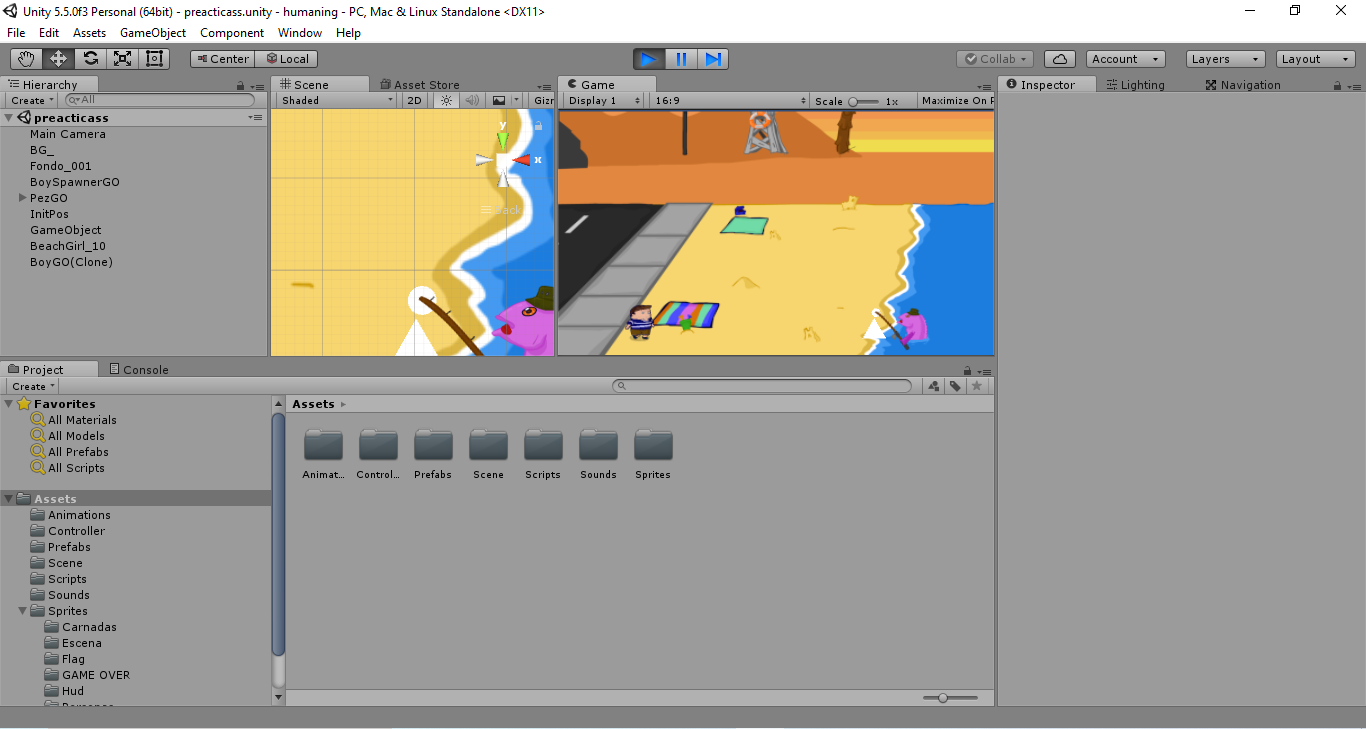 Unity 5.5.0f3 Personal (64bit) - preacticass.unity - humaning - PC, Mac & Linux Standalone <DX11>
File Edit Assets GameObject Component Window Help
Center Local Collab Account Layers Layout
Hierarchy Scene Asset Store Game Inspector Lighting Navigation
Create All Shaded 2D Giz Display 1 16:9 Scale 1x Maximize On P
preacticass
Main Camera
BG_
Fondo_001
BoySpawnerGO
PezGO
InitPos
GameObject
BeachGirl_10
BoyGO(Clone)
y
x
Project Console
Create
Favorites
Assets
All Materials
All Models
All Prefabs
All Scripts
Animat... Control... Prefabs Scene Scripts Sounds Sprites
Assets
Animations
Controller
Prefabs
Scene
Scripts
Sounds
Sprites
Carnadas
Escena
Flag
GAME OVER
Hud